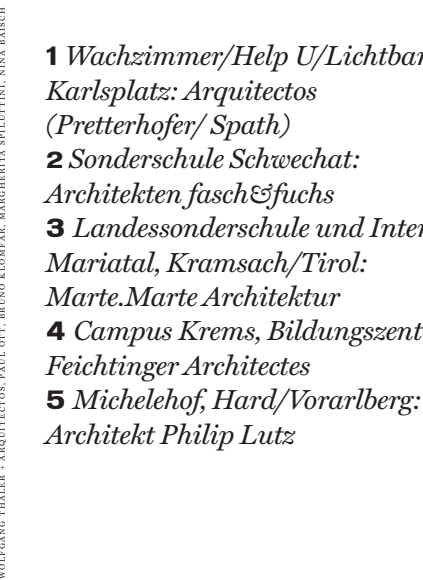 WOLFGANG THALER + ARQUITECTOS, PAUL OTT, BRUNO KLOMFAR, MARGHERITA SPILUTTINI, NINA BAISCH
1 Wachzimmer/Help U/Lichtbar
Karlsplatz: Arquitectos
(Pretterhofer/ Spath)
2 Sonderschule Schwechat:
Architekten fasch&fuchs
3 Landessonderschule und Inter
Mariatal, Kramsach/Tirol:
Marte.Marte Architektur
4 Campus Krems, Bildungszent
Feichtinger Architectes
5 Michelehof, Hard/Vorarlberg:
Architekt Philip Lutz